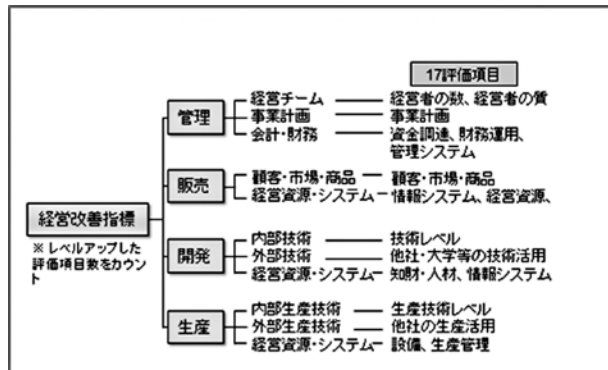 17評価項目
管理
経営チーム 経営者の数、経営者の質
事業計画 事業計画
会計・財務 資金調達、財務運用、
管理システム
販売
顧客・市場・商品 顧客・市場・商品
経営資源・システム 情報システム、経営資源、
経営改善指標
※レベルアップした
評価項目数をカウン
ト
開発
内部技術 技術レベル
外部技術 他社・大学等の技術活用
経営資源・システム 知財・人材、情報システム
生産
内部生産技術 生産技術レベル
外部生産技術 他社の生産活用
経営資源・システム 設備、生産管理